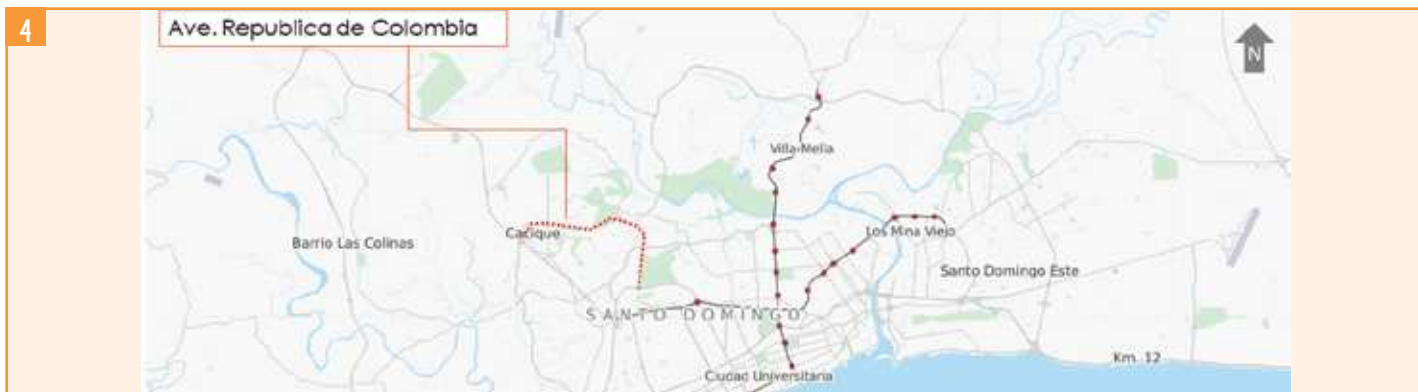 4
Ave. Republica de Colombia
N
Villa-Mella
Cacique
Los Mina Viejo
Barrio Las Colinas
Santo Domingo Este
SANTO DOMINGO
Km. 12
Ciudad Universitaria